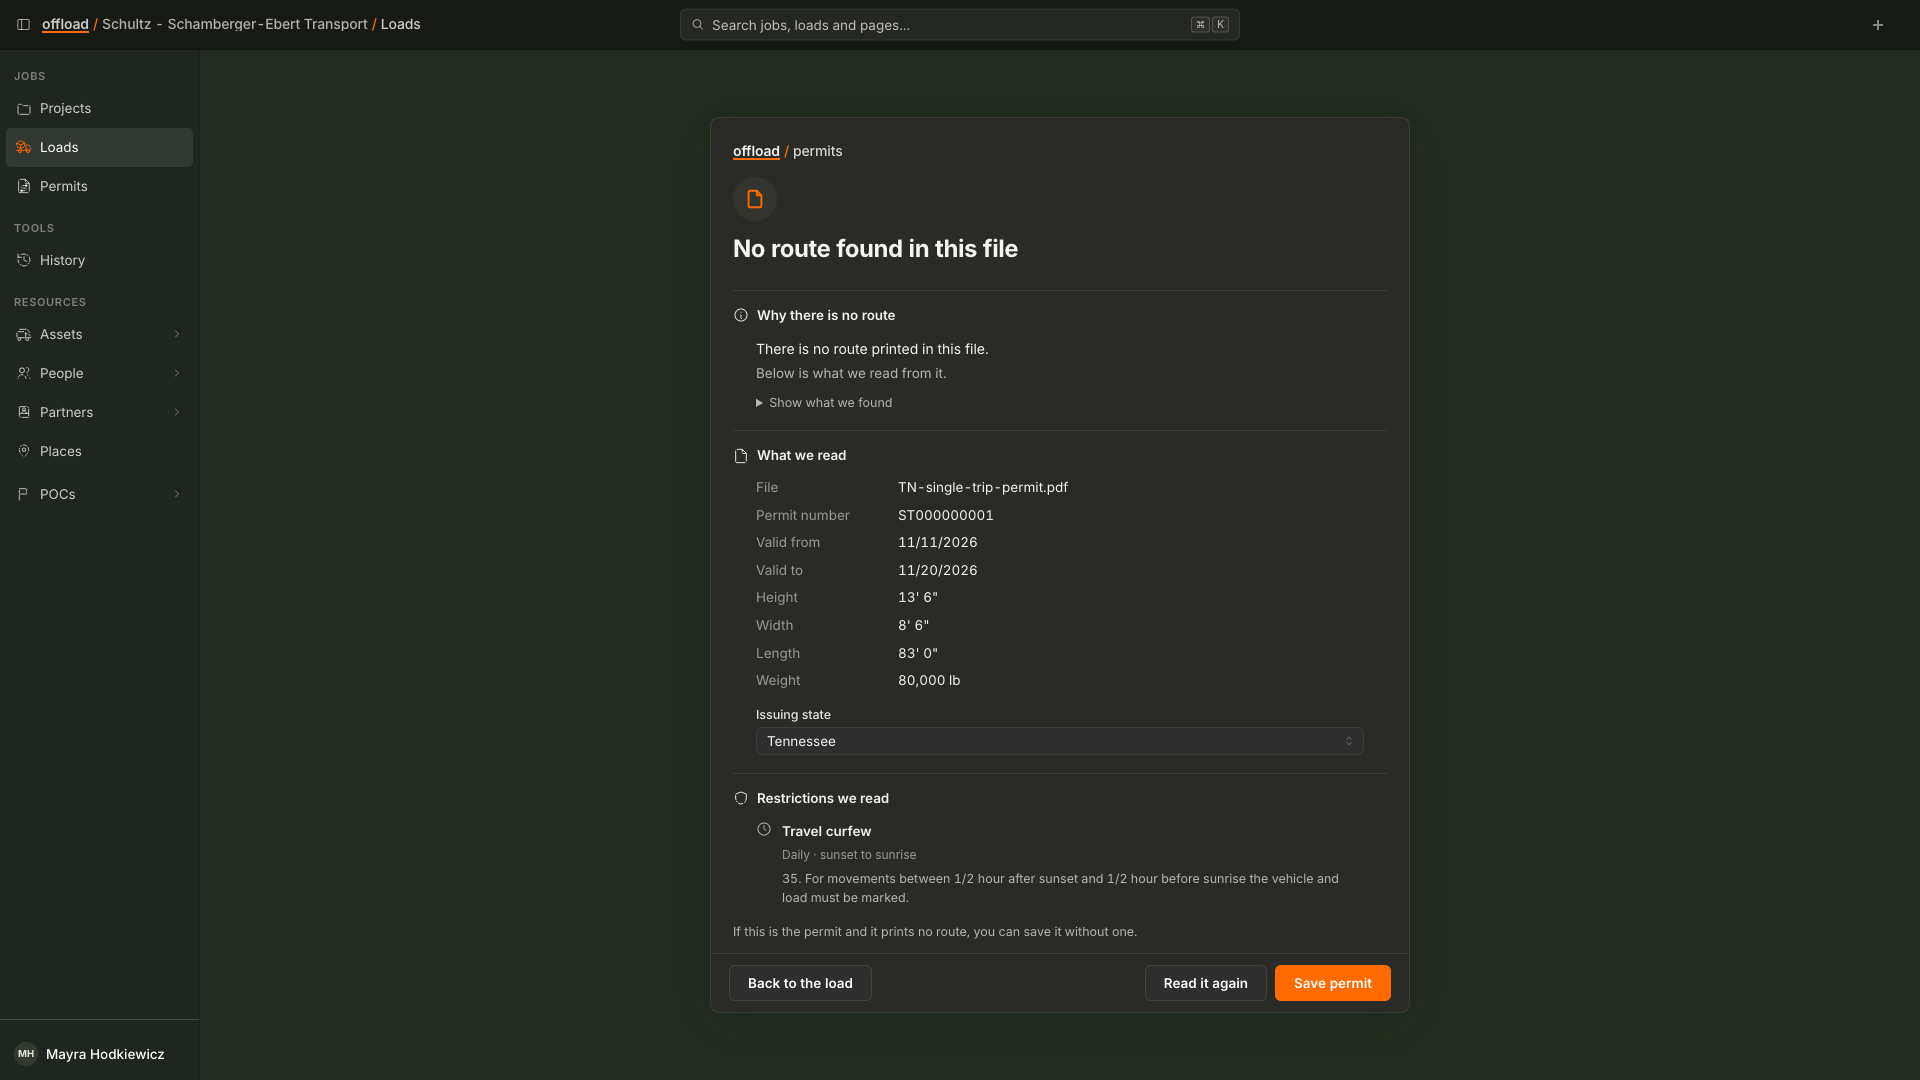 offload / Schultz - Schamberger-Ebert Transport / Loads
Search jobs, loads and pages...
⌘ K
JOBS
Projects
Loads
Permits
TOOLS
History
RESOURCES
Assets
People
Partners
Places
POCs
MH Mayra Hodkiewicz
offload / permits
No route found in this file
Why there is no route
There is no route printed in this file.
Below is what we read from it.
Show what we found
What we read
File TN-single-trip-permit.pdf
Permit number ST000000001
Valid from 11/11/2026
Valid to 11/20/2026
Height 13' 6"
Width 8' 6"
Length 83' 0"
Weight 80,000 lb
Issuing state
Tennessee
Restrictions we read
Travel curfew
Daily · sunset to sunrise
35. For movements between 1/2 hour after sunset and 1/2 hour before sunrise the vehicle and
load must be marked.
If this is the permit and it prints no route, you can save it without one.
Back to the load
Read it again
Save permit